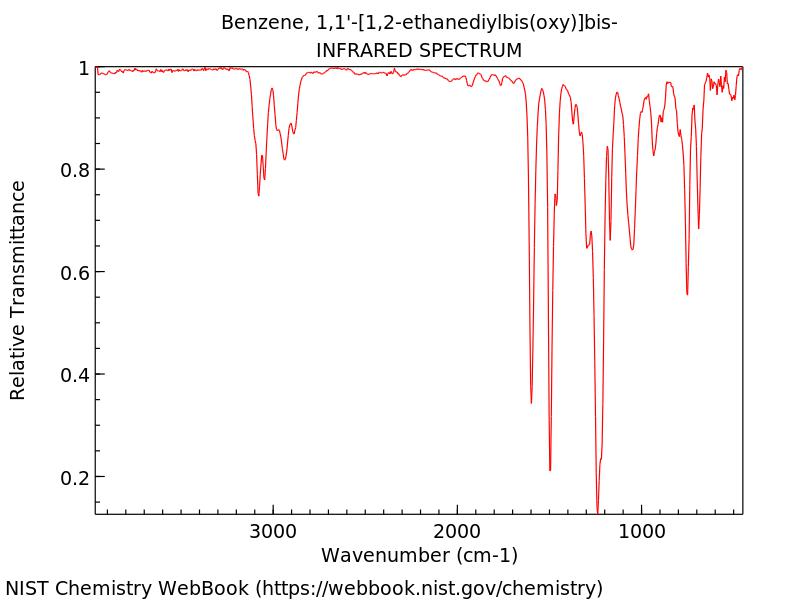 Benzene, 1,1'-[1,2-ethanediylbis(oxy)]bis-
INFRARED SPECTRUM
1
0.8
0.6
0.4
0.2
Relative Transmittance
3000 2000 1000
Wavenumber (cm-1)
NIST Chemistry WebBook (https://webbook.nist.gov/chemistry)